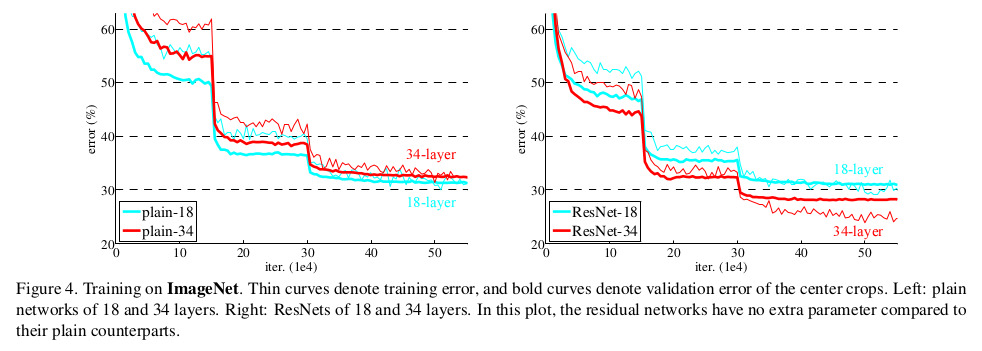 60
50
40
30
20
10
20
30
40
50
error (%)
iter. (1e4)
34-layer
18-layer
plain-18
plain-34
60
50
40
30
20
10
20
30
40
50
error (%)
iter. (1e4)
18-layer
34-layer
ResNet-18
ResNet-34
Figure 4. Training on ImageNet. Thin curves denote training error, and bold curves denote validation error of the center crops. Left: plain
networks of 18 and 34 layers. Right: ResNets of 18 and 34 layers. In this plot, the residual networks have no extra parameter compared to
their plain counterparts.